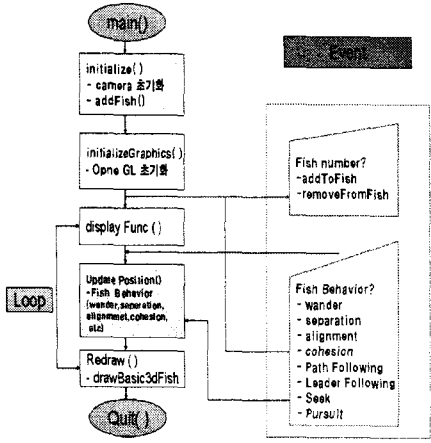 main()
initialize()
- camera 초기화
- addFish()
initializeGraphics()
- Opne GL 초기화
display Func ()
Update Position()
-Fish Behavior
(wander,separation,
alignmnet,cohesion,
etc)
Loop
Redraw ()
- drawBasic3dFish
Quit( )
Event
Fish number?
-addToFish
-removeFromFish
Fish Behavior?
- wander
- separation
- alignment
- cohesion
- Path Following
- Leader Following
- Seek
- Pursuit